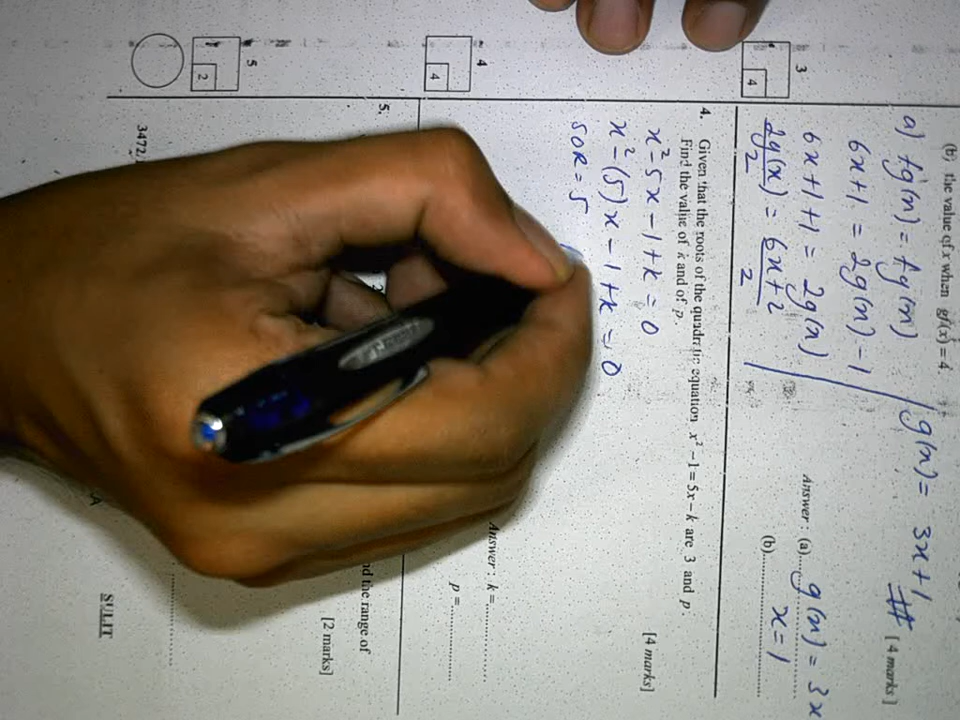 (b) the value of x when gf(x) = 4.
[4 marks]
a) fg(x) = fg(x)
6x+1 = 2g(x) - 1
6x+1+1 = 2g(x)
2g(x)/2 = 6x+2/2
g(x) = 3x+1 #
3
4
Answer : (a)....g(x) = 3x
(b)....x = 1
4. Given that the roots of the quadratic equation x² – 1 = 5x – k are 3 and p.
Find the value of k and of p.
[4 marks]
x² - 5x - 1 + k = 0
x² - (5)x - 1 + k = 0
SOR = 5
4
4
Answer : k = ....................
p = ....................
5.
nd the range of
[2 marks]
5
2
3472
SULIT